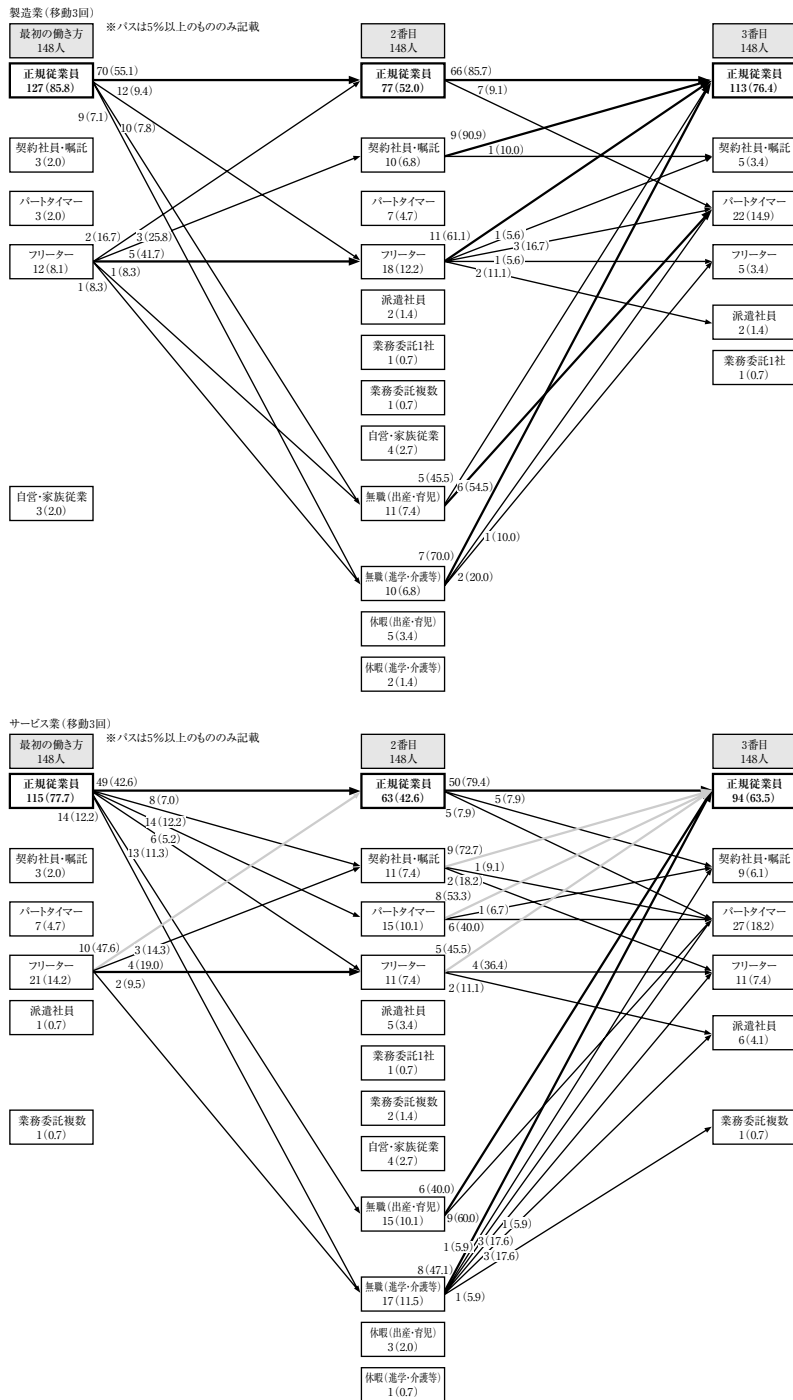 製造業(移動3回)
※パスは5%以上のもののみ記載
最初の働き方
148人
2番目
148人
3番目
148人
正規従業員
127(85.8)
70(55.1)
12(9.4)
9(7.1)
10(7.8)
正規従業員
77(52.0)
66(85.7)
7(9.1)
正規従業員
113(76.4)
契約社員・嘱託
3(2.0)
契約社員・嘱託
10(6.8)
9(90.9)
1(10.0)
契約社員・嘱託
5(3.4)
パートタイマー
3(2.0)
パートタイマー
7(4.7)
パートタイマー
22(14.9)
フリーター
12(8.1)
2(16.7)
3(25.8)
5(41.7)
1(8.3)
1(8.3)
フリーター
18(12.2)
11(61.1)
1(5.6)
3(16.7)
1(5.6)
2(11.1)
フリーター
5(3.4)
派遣社員
2(1.4)
派遣社員
2(1.4)
業務委託1社
1(0.7)
業務委託1社
1(0.7)
業務委託複数
1(0.7)
自営・家族従業
4(2.7)
自営・家族従業
3(2.0)
無職(出産・育児)
11(7.4)
5(45.5)
6(54.5)
無職(進学・介護等)
10(6.8)
7(70.0)
1(10.0)
2(20.0)
休暇(出産・育児)
5(3.4)
休暇(進学・介護等)
2(1.4)
サービス業(移動3回)
※パスは5%以上のもののみ記載
最初の働き方
148人
2番目
148人
3番目
148人
正規従業員
115(77.7)
49(42.6)
8(7.0)
14(12.2)
14(12.2)
6(5.2)
13(11.3)
正規従業員
63(42.6)
50(79.4)
5(7.9)
5(7.9)
正規従業員
94(63.5)
契約社員・嘱託
3(2.0)
契約社員・嘱託
11(7.4)
9(72.7)
1(9.1)
2(18.2)
契約社員・嘱託
9(6.1)
パートタイマー
7(4.7)
パートタイマー
15(10.1)
8(53.3)
1(6.7)
6(40.0)
パートタイマー
27(18.2)
フリーター
21(14.2)
10(47.6)
3(14.3)
4(19.0)
2(9.5)
フリーター
11(7.4)
5(45.5)
4(36.4)
2(11.1)
フリーター
11(7.4)
派遣社員
1(0.7)
派遣社員
5(3.4)
派遣社員
6(4.1)
業務委託1社
1(0.7)
業務委託複数
1(0.7)
業務委託複数
2(1.4)
業務委託複数
1(0.7)
自営・家族従業
4(2.7)
無職(出産・育児)
15(10.1)
6(40.0)
9(60.0)
無職(進学・介護等)
17(11.5)
8(47.1)
1(5.9)
3(17.6)
1(5.9)
3(17.6)
1(5.9)
休暇(出産・育児)
3(2.0)
休暇(進学・介護等)
1(0.7)